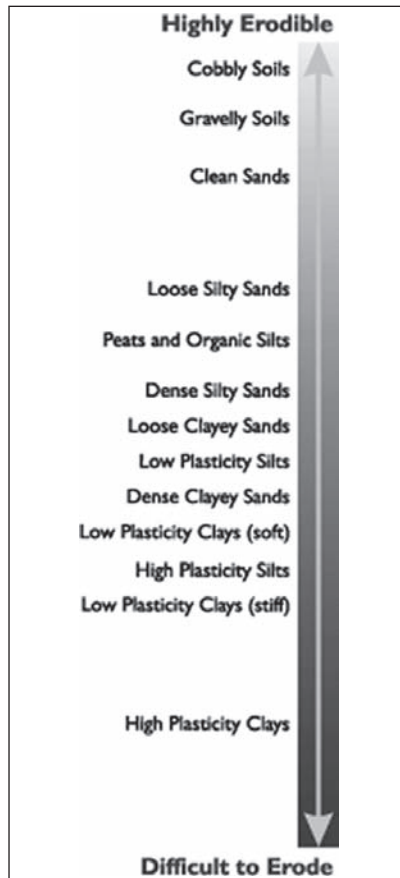 Highly Erodible
Cobbly Soils
Gravelly Soils
Clean Sands
Loose Silty Sands
Peats and Organic Silts
Dense Silty Sands
Loose Clayey Sands
Low Plasticity Silts
Dense Clayey Sands
Low Plasticity Clays (soft)
High Plasticity Silts
Low Plasticity Clays (stiff)
High Plasticity Clays
Difficult to Erode